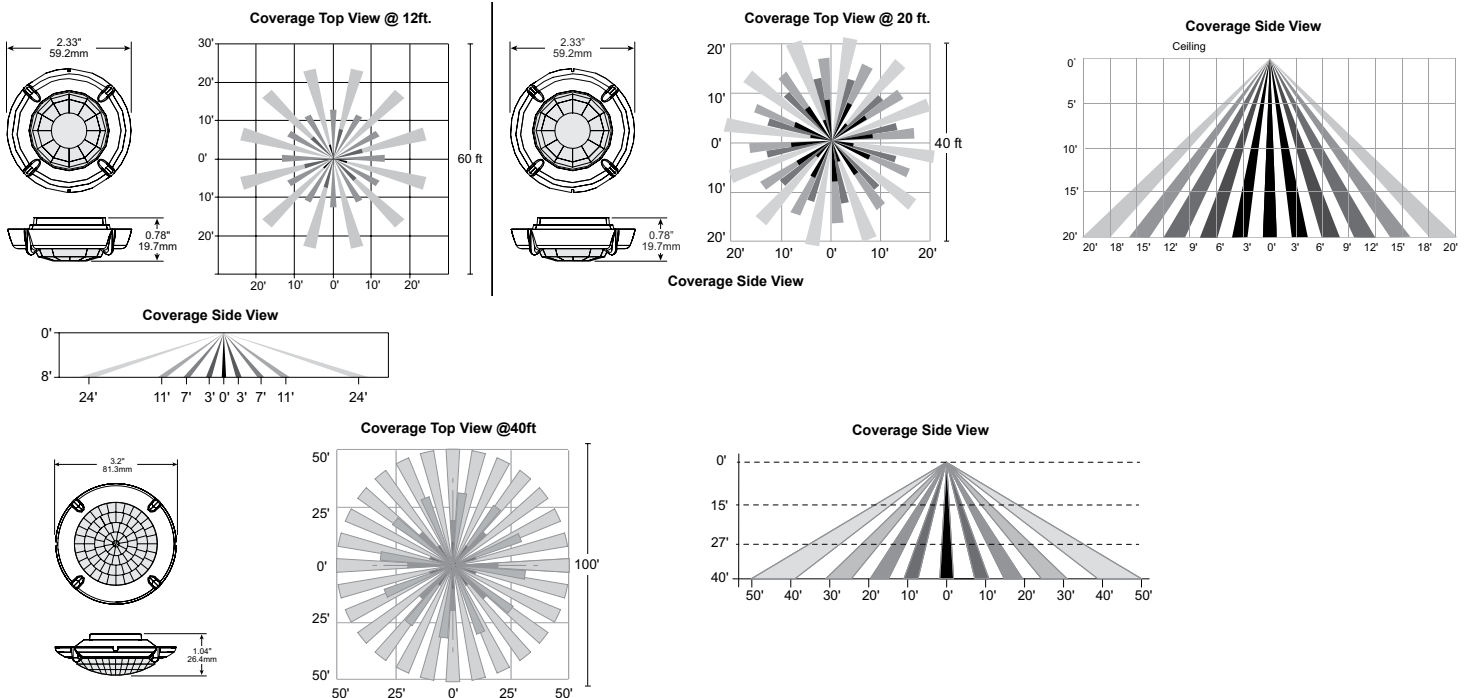 Coverage Top View @ 12ft.
2.33"
59.2mm
0.78"
19.7mm
30'
20'
10'
0'
10'
20'
20' 10' 0' 10' 20'
60 ft
Coverage Top View @ 20 ft.
2.33"
59.2mm
0.78"
19.7mm
20'
10'
0'
10'
20'
20' 10' 0' 10' 20'
40 ft
Coverage Side View
Coverage Side View
Ceiling
0'
5'
10'
15'
20'
20' 18' 15' 12' 9' 6' 3' 0' 3' 6' 9' 12' 15' 18' 20'
Coverage Side View
0'
8'
24' 11' 7' 3' 0' 3' 7' 11' 24'
Coverage Top View @40ft
3.2"
81.3mm
1.04"
26.4mm
50'
25'
0'
25'
50'
50' 25' 0' 25' 50'
100'
Coverage Side View
0'
15'
27'
40'
50' 40' 30' 20' 10' 0' 10' 20' 30' 40' 50'